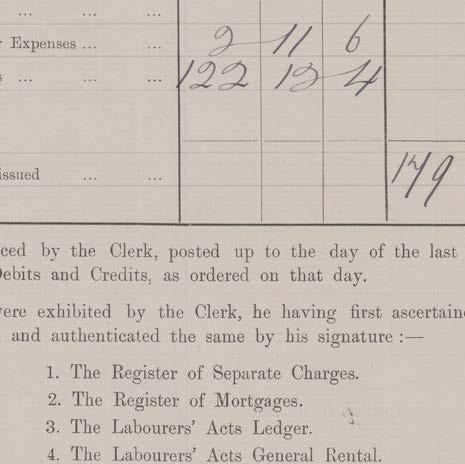 ... ... ...
Expenses ... ... 2 11 6
s ... ... 122 12 4
issued ... ... 179
ced by the Clerk, posted up to the day of the last
Debits and Credits, as ordered on that day.
were exhibited by the Clerk, he having first ascertaine
and authenticated the same by his signature :—
1. The Register of Separate Charges.
2. The Register of Mortgages.
3. The Labourers' Acts Ledger.
4. The Labourers' Acts General Rental.